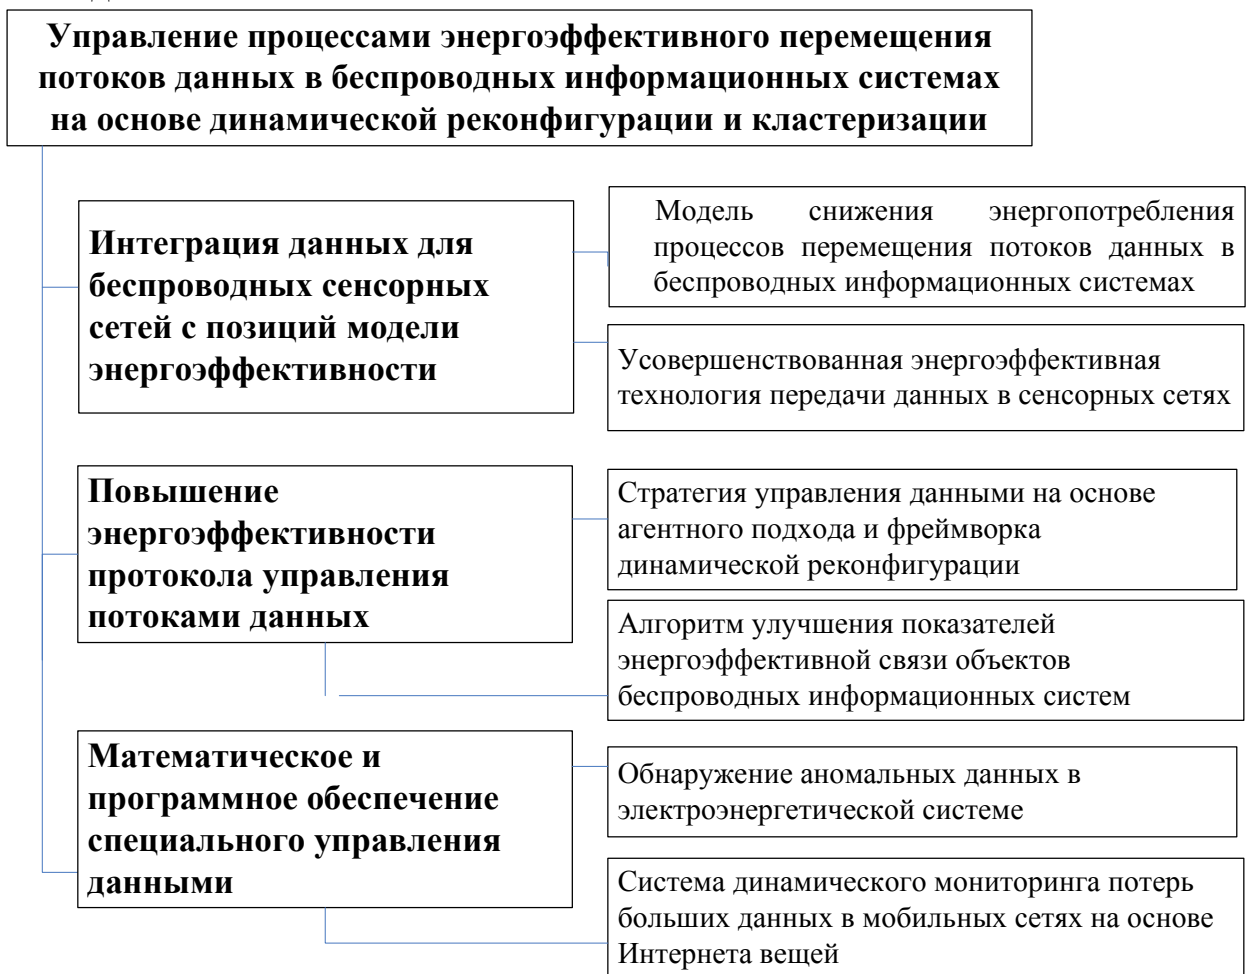 Управление процессами энергоэффективного перемещения
потоков данных в беспроводных информационных системах
на основе динамической реконфигурации и кластеризации
Интеграция данных для
беспроводных сенсорных
сетей с позиций модели
энергоэффективности
Модель снижения энергопотребления
процессов перемещения потоков данных в
беспроводных информационных системах
Усовершенствованная энергоэффективная
технология передачи данных в сенсорных сетях
Повышение
энергоэффективности
протокола управления
потоками данных
Стратегия управления данными на основе
агентного подхода и фреймворка
динамической реконфигурации
Алгоритм улучшения показателей
энергоэффективной связи объектов
беспроводных информационных систем
Математическое и
программное обеспечение
специального управления
данными
Обнаружение аномальных данных в
электроэнергетической системе
Система динамического мониторинга потерь
больших данных в мобильных сетях на основе
Интернета вещей